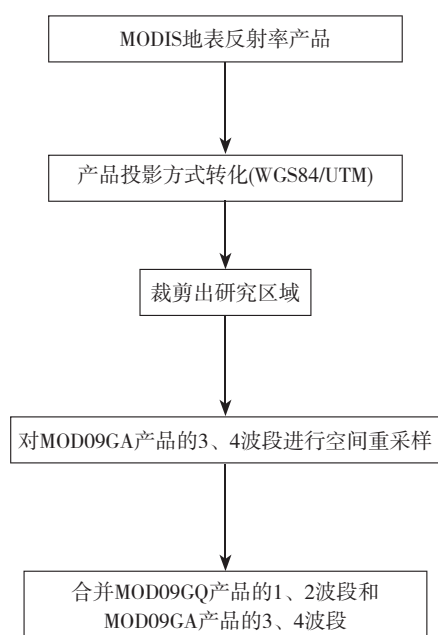 MODIS地表反射率产品
产品投影方式转化(WGS84/UTM)
裁剪出研究区域
对MOD09GA产品的3、4波段进行空间重采样
合并MOD09GQ产品的1、2波段和
MOD09GA产品的3、4波段